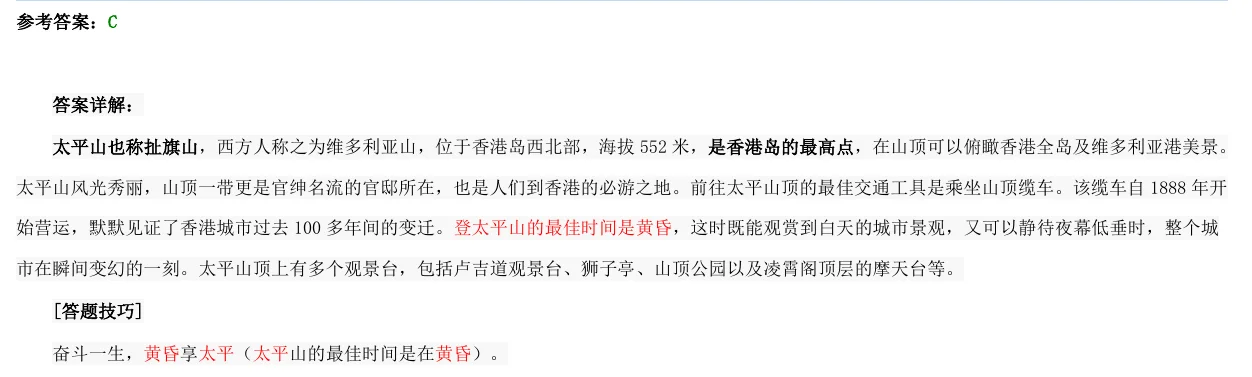 参考答案：C
答案详解：
太平山也称扯旗山，西方人称之为维多利亚山，位于香港岛西北部，海拔 552 米，是香港岛的最高点，在山顶可以俯瞰香港全岛及维多利亚港美景。
太平山风光秀丽，山顶一带更是官绅名流的官邸所在，也是人们到香港的必游之地。前往太平山顶的最佳交通工具是乘坐山顶缆车。该缆车自 1888 年开
始营运，默默见证了香港城市过去 100 多年间的变迁。登太平山的最佳时间是黄昏，这时既能观赏到白天的城市景观，又可以静待夜幕低垂时，整个城
市在瞬间变幻的一刻。太平山顶上有多个观景台，包括卢吉道观景台、狮子亭、山顶公园以及凌霄阁顶层的摩天台等。
[答题技巧]
奋斗一生，黄昏享太平（太平山的最佳时间是在黄昏）。